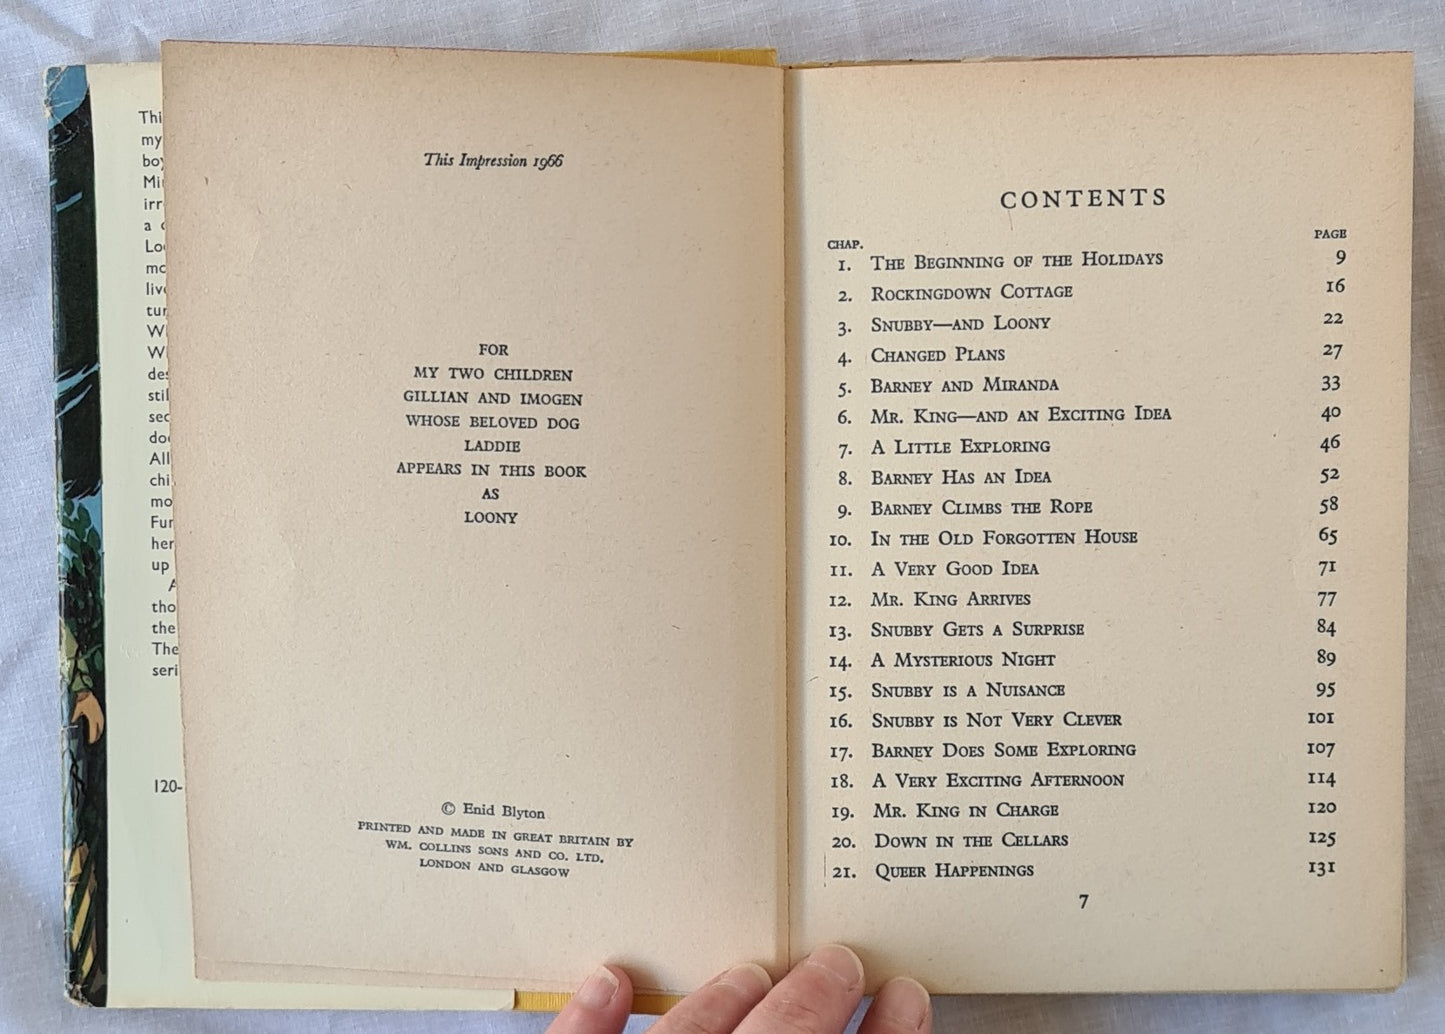 This Impression 1966
FOR
MY TWO CHILDREN
GILLIAN AND IMOGEN
WHOSE BELOVED DOG
LADDIE
APPEARS IN THIS BOOK
AS
LOONY
© Enid Blyton
PRINTED AND MADE IN GREAT BRITAIN BY
WM. COLLINS SONS AND CO. LTD.
LONDON AND GLASGOW
120-
CONTENTS
CHAP. PAGE
1. THE BEGINNING OF THE HOLIDAYS 9
2. ROCKINGDOWN COTTAGE 16
3. SNUBBY—AND LOONY 22
4. CHANGED PLANS 27
5. BARNEY AND MIRANDA 33
6. MR. KING—AND AN EXCITING IDEA 40
7. A LITTLE EXPLORING 46
8. BARNEY HAS AN IDEA 52
9. BARNEY CLIMBS THE ROPE 58
10. IN THE OLD FORGOTTEN HOUSE 65
11. A VERY GOOD IDEA 71
12. MR. KING ARRIVES 77
13. SNUBBY GETS A SURPRISE 84
14. A MYSTERIOUS NIGHT 89
15. SNUBBY IS A NUISANCE 95
16. SNUBBY IS NOT VERY CLEVER 101
17. BARNEY DOES SOME EXPLORING 107
18. A VERY EXCITING AFTERNOON 114
19. MR. KING IN CHARGE 120
20. DOWN IN THE CELLARS 125
21. QUEER HAPPENINGS 131
7